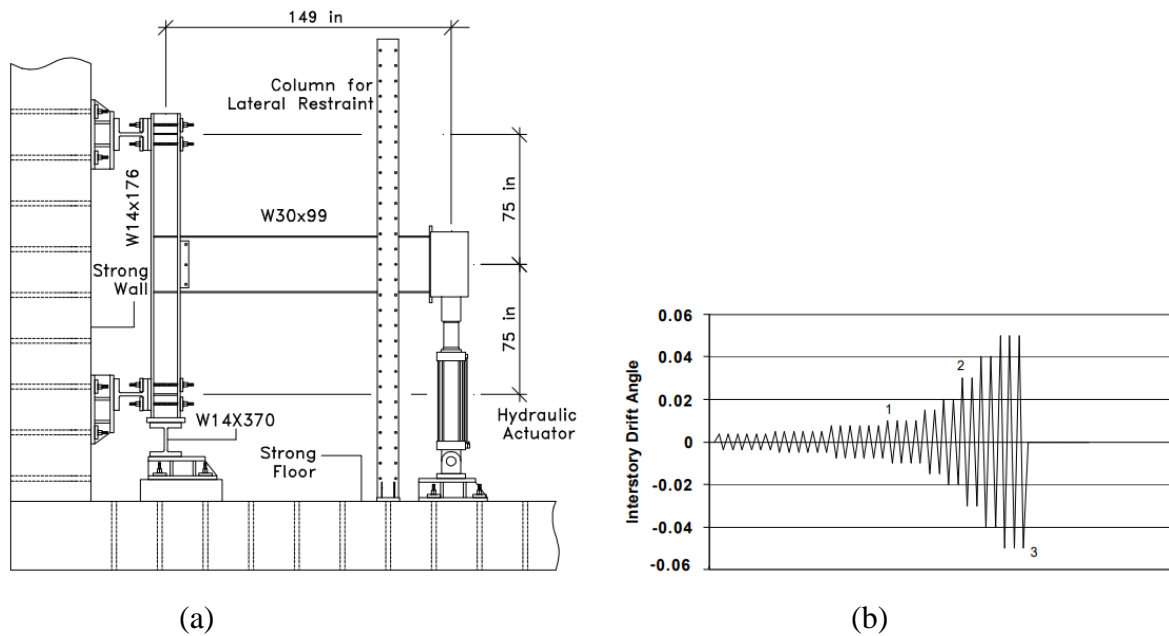 149 in
Column for
Lateral Restraint
W14x176
75 in
W30x99
Strong
Wall
75 in
W14X370
Hydraulic
Actuator
Strong
Floor
(a)
Interstory Drift Angle
0.06
0.04
0.02
0
-0.02
-0.04
-0.06
1
2
3
(b)